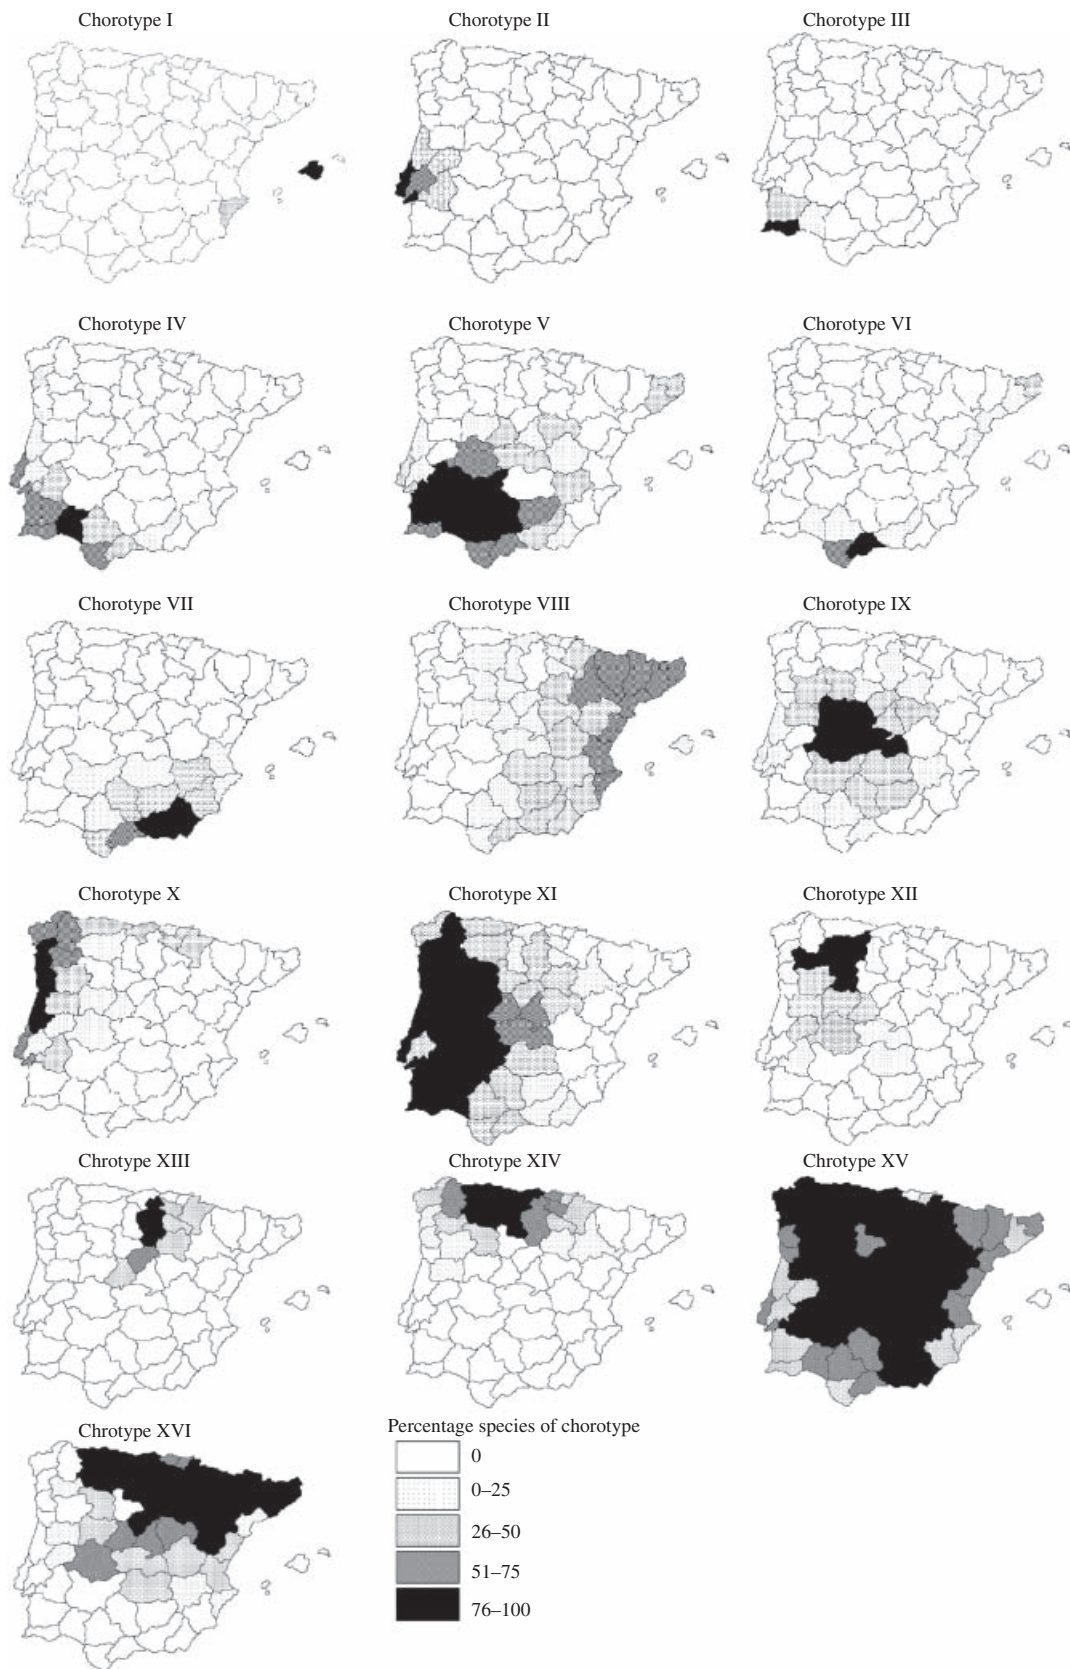 Chorotype I
Chorotype II
Chorotype III
Chorotype IV
Chorotype V
Chorotype VI
Chorotype VII
Chorotype VIII
Chorotype IX
Chorotype X
Chorotype XI
Chorotype XII
Chrotype XIII
Chrotype XIV
Chrotype XV
Chrotype XVI
Percentage species of chorotype
0
0–25
26–50
51–75
76–100